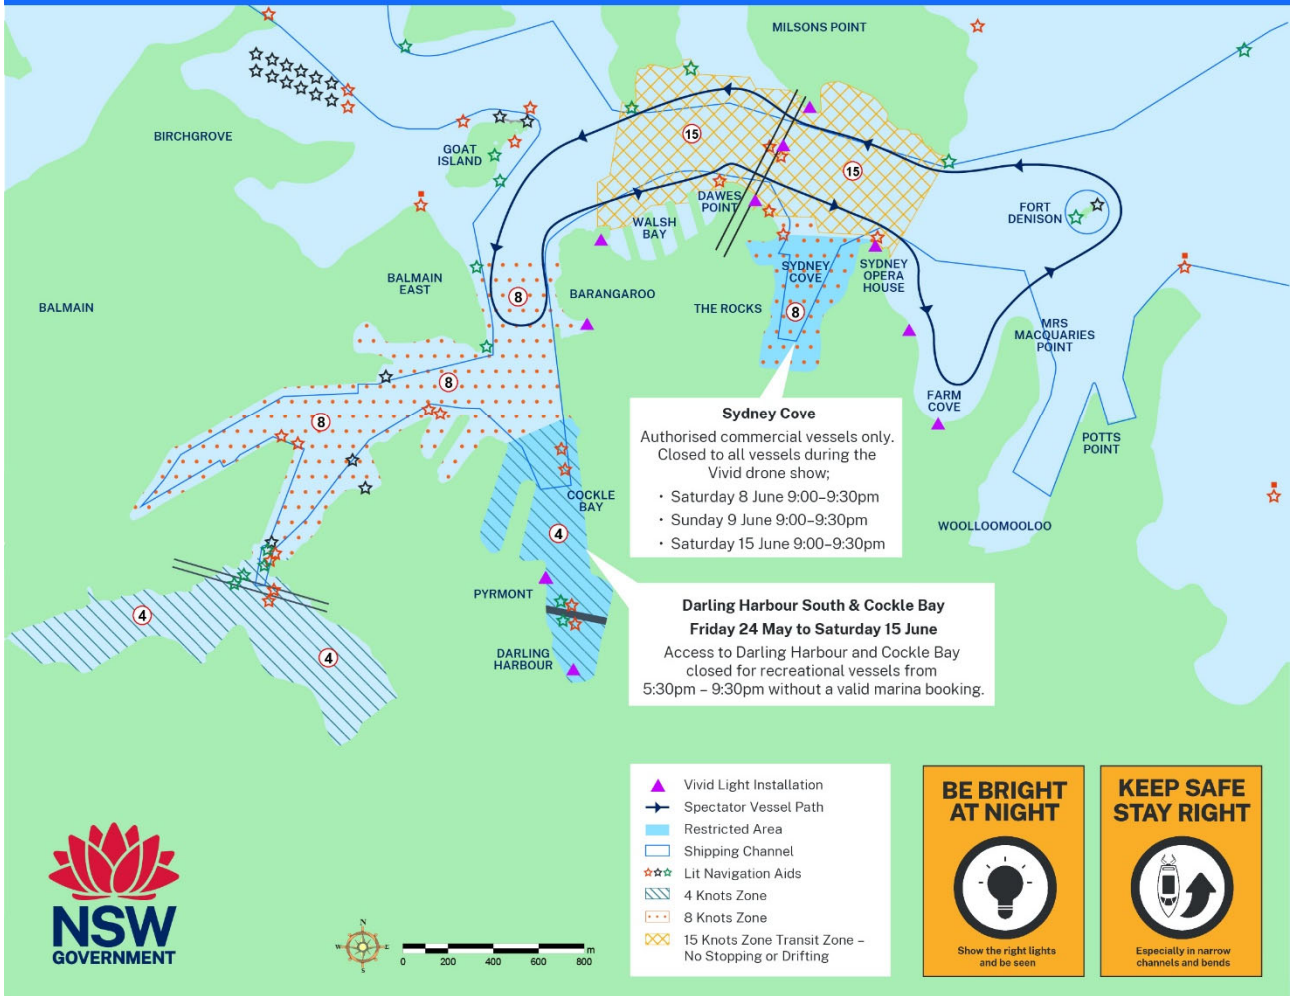 MILSONS POINT
BIRCHGROVE
GOAT
ISLAND
15
15
DAWES
POINT
FORT
DENISON
WALSH
BAY
SYDNEY
COVE
SYDNEY
OPERA
HOUSE
BALMAIN
EAST
BALMAIN
8
BARANGAROO
THE ROCKS
8
MRS
MACQUARIES
POINT
8
8
FARM
COVE
POTTS
POINT
WOOLLOOMOOLOO
Sydney Cove
Authorised commercial vessels only.
Closed to all vessels during the
Vivid drone show;
• Saturday 8 June 9:00–9:30pm
• Sunday 9 June 9:00–9:30pm
• Saturday 15 June 9:00–9:30pm
COCKLE
BAY
4
PYRMONT
DARLING
HARBOUR
4
4
Darling Harbour South & Cockle Bay
Friday 24 May to Saturday 15 June
Access to Darling Harbour and Cockle Bay
closed for recreational vessels from
5:30pm – 9:30pm without a valid marina booking.
Vivid Light Installation
Spectator Vessel Path
Restricted Area
Shipping Channel
Lit Navigation Aids
4 Knots Zone
8 Knots Zone
15 Knots Zone Transit Zone –
No Stopping or Drifting
BE BRIGHT
AT NIGHT
Show the right lights
and be seen
KEEP SAFE
STAY RIGHT
Especially in narrow
channels and bends
NSW
GOVERNMENT
N
W
E
S
0 200 400 600 800 m